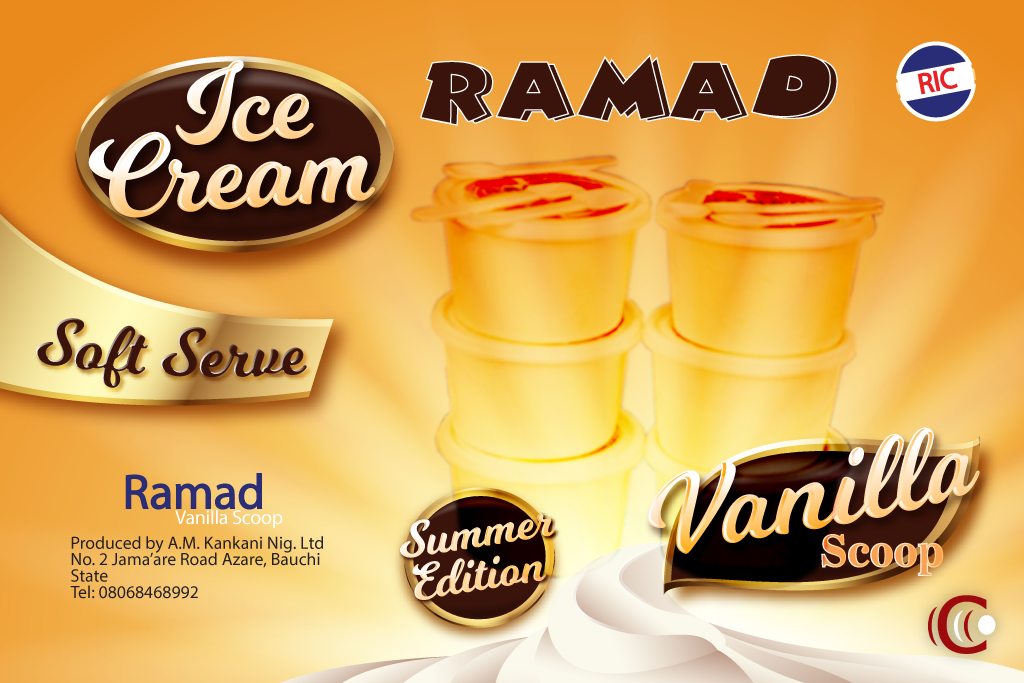 Ice
Cream
RAMAD
RIC
Soft Serve
Ramad
Vanilla Scoop
Produced by A.M. Kankani Nig. Ltd
No. 2 Jama’are Road Azare, Bauchi
State
Tel: 08068468992
Summer
Edition
Vanilla
Scoop